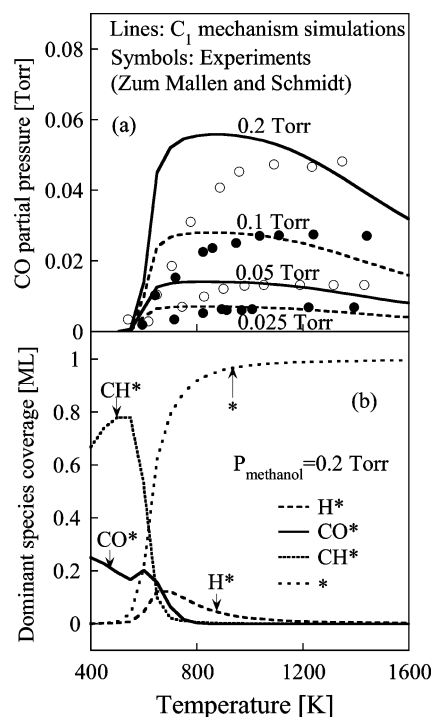 Lines: C1 mechanism simulations
Symbols: Experiments
(Zum Mallen and Schmidt)
(a)
CO partial pressure [Torr]
0.08
0.06
0.04
0.02
0
0.2 Torr
0.1 Torr
0.05 Torr
0.025 Torr
Dominant species coverage [ML]
1
0.8
0.6
0.4
0.2
0
CH*
*
(b)
Pmethanol=0.2 Torr
H*
CO*
CH*
*
CO*
H*
400 800 1200 1600
Temperature [K]